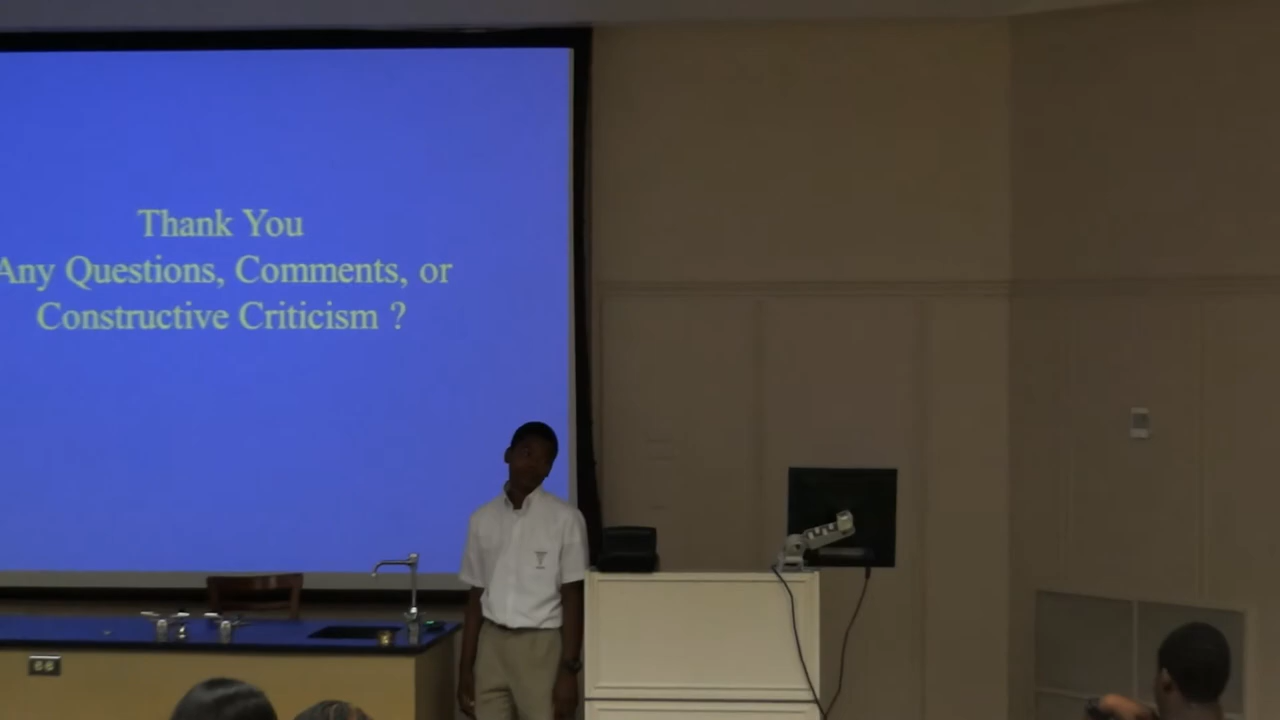 Thank You
Any Questions, Comments, or
Constructive Criticism ?